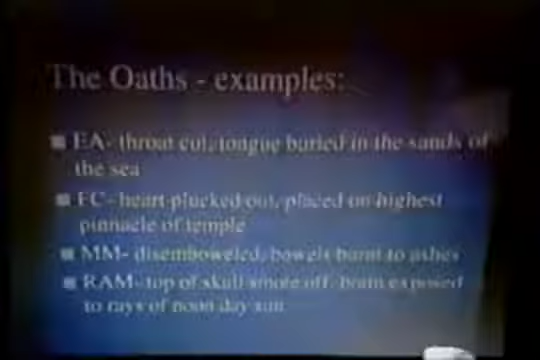 The Oaths - examples:
EA- throat cut, tongue buried in the sands of
the sea
FC- heart plucked out, placed on highest
pinnacle of temple
MM- disemboweled, bowels burnt to ashes
RAM- top of skull smote off, exposed
to rays of noon day sun